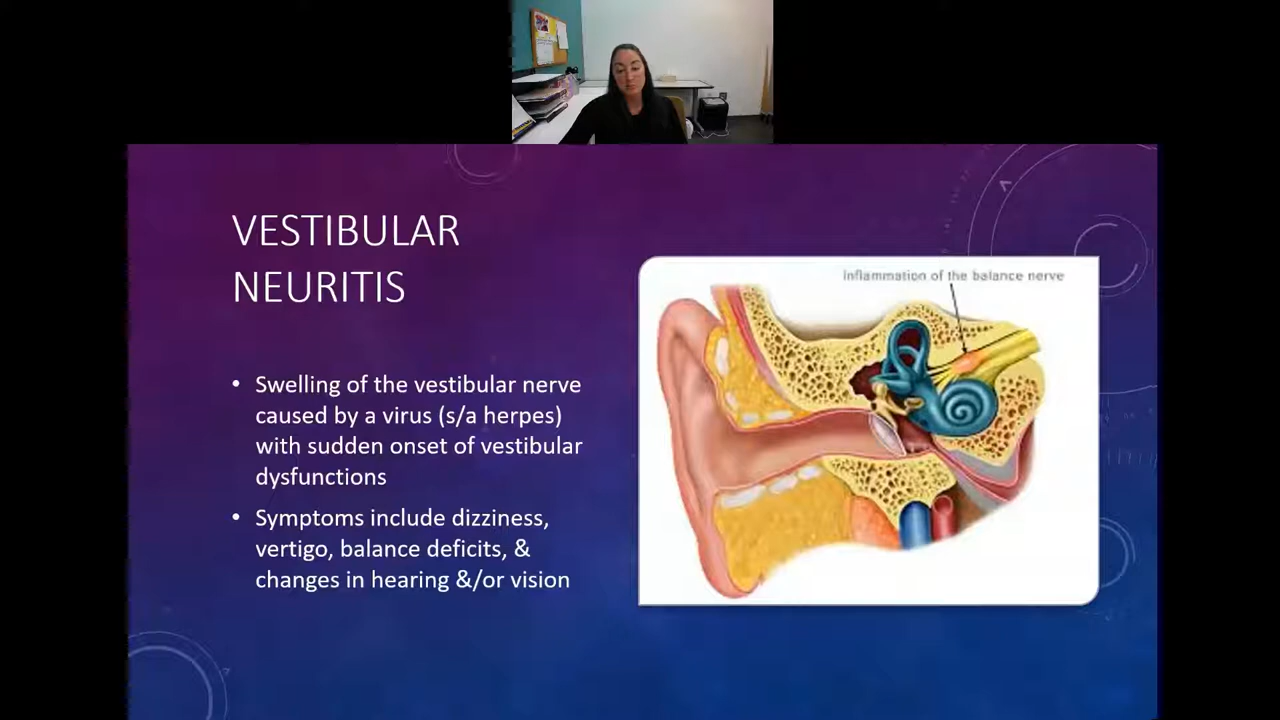 VESTIBULAR
NEURITIS
Inflammation of the balance nerve
• Swelling of the vestibular nerve
caused by a virus (s/a herpes)
with sudden onset of vestibular
dysfunctions
• Symptoms include dizziness,
vertigo, balance deficits, &
changes in hearing &/or vision